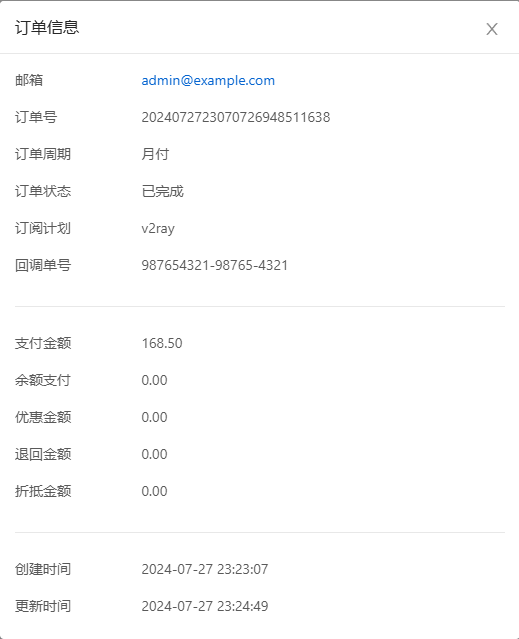 订单信息
邮箱 admin@example.com
订单号 2024072723070726948511638
订单周期 月付
订单状态 已完成
订阅计划 v2ray
回调单号 987654321-98765-4321
支付金额 168.50
余额支付 0.00
优惠金额 0.00
退回金额 0.00
折抵金额 0.00
创建时间 2024-07-27 23:23:07
更新时间 2024-07-27 23:24:49